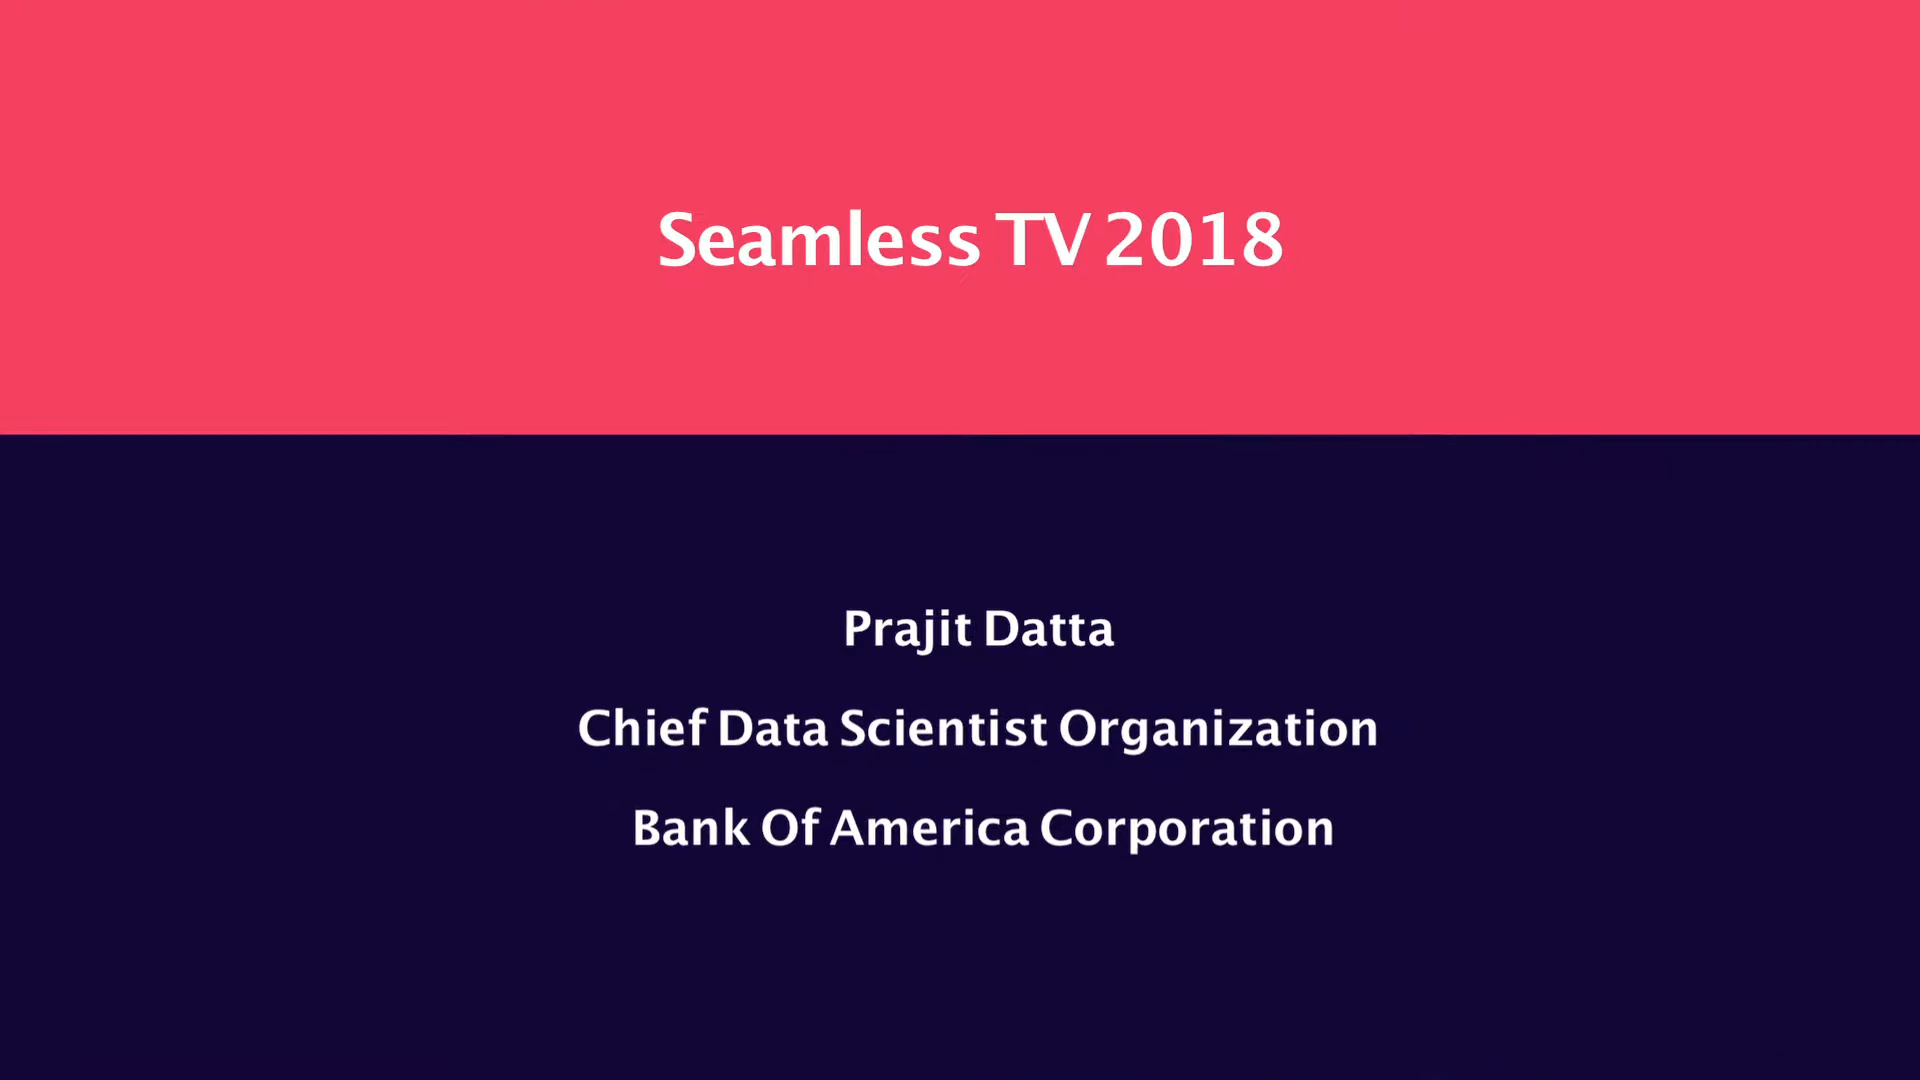 Seamless TV 2018
Prajit Datta
Chief Data Scientist Organization
Bank Of America Corporation